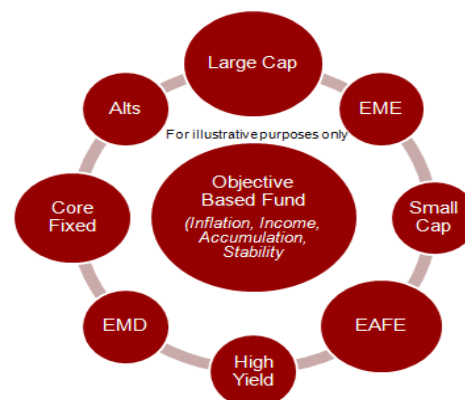 Large Cap
Alts
EME
For illustrative purposes only
Objective
Based Fund
(Inflation, Income,
Accumulation,
Stability
Core
Fixed
Small
Cap
EMD
EAFE
High
Yield